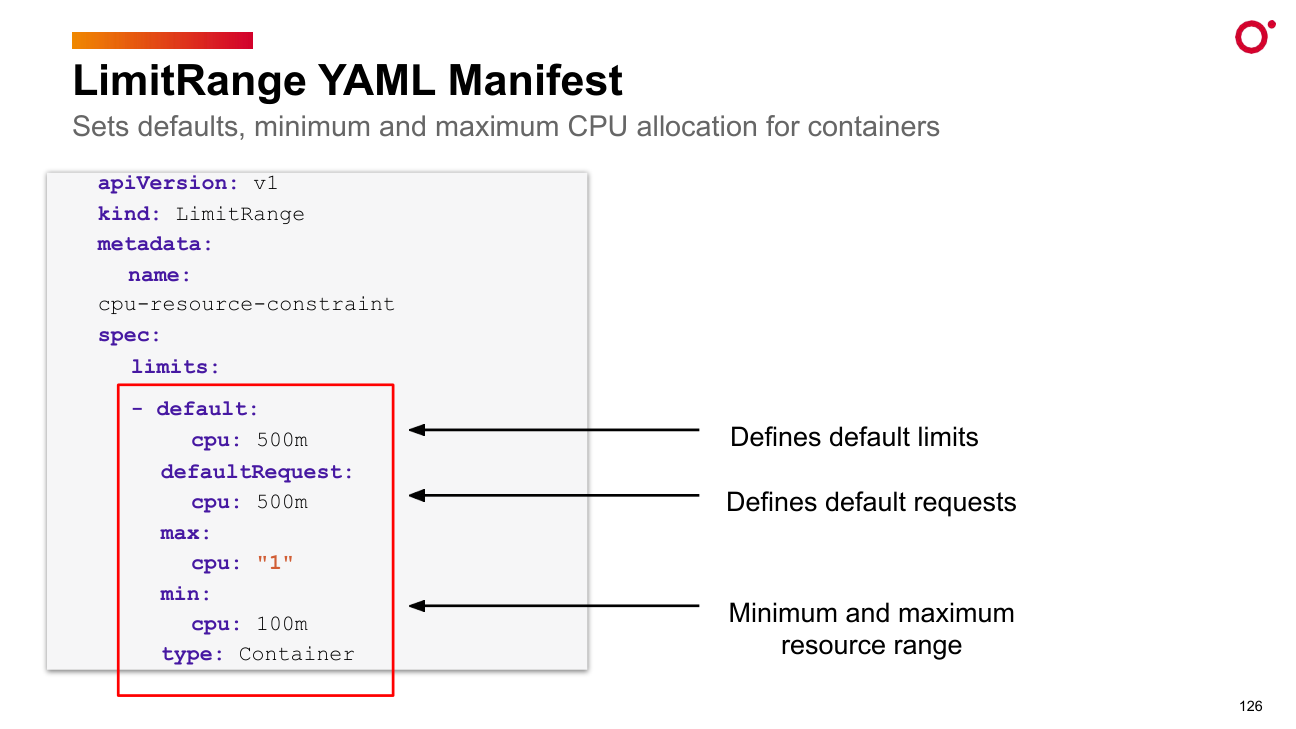 LimitRange YAML Manifest
Sets defaults, minimum and maximum CPU allocation for containers
apiVersion: v1
kind: LimitRange
metadata:
name:
cpu-resource-constraint
spec:
limits:
- default:
cpu: 500m
defaultRequest:
cpu: 500m
max:
cpu: "1"
min:
cpu: 100m
type: Container
Defines default limits
Defines default requests
Minimum and maximum
resource range
126